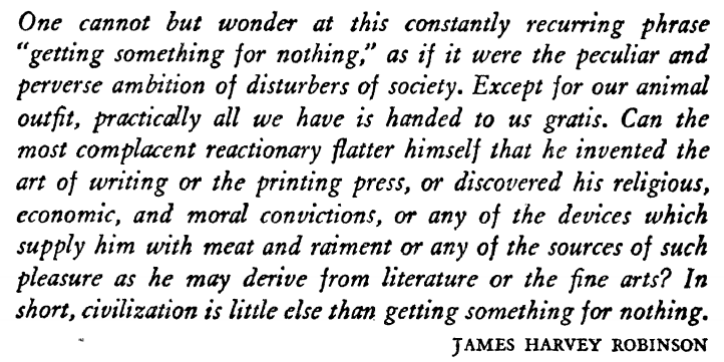 One cannot but wonder at this constantly recurring phrase
“getting something for nothing,” as if it were the peculiar and
perverse ambition of disturbers of society. Except for our animal
outfit, practically all we have is handed to us gratis. Can the
most complacent reactionary flatter himself that he invented the
art of writing or the printing press, or discovered his religious,
economic, and moral convictions, or any of the devices which
supply him with meat and raiment or any of the sources of such
pleasure as he may derive from literature or the fine arts? In
short, civilization is little else than getting something for nothing.
JAMES HARVEY ROBINSON